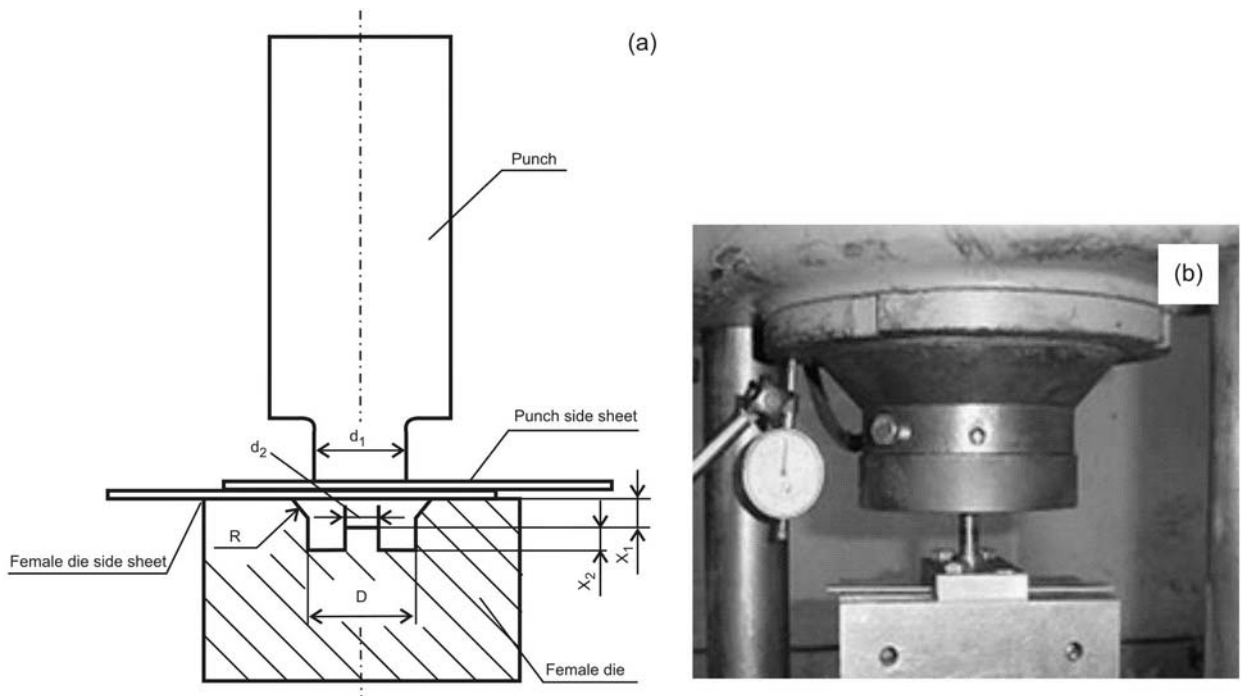 (a)
Punch
Punch side sheet
d₁
d₂
R
X₁
X₂
Female die side sheet
D
Female die
(b)